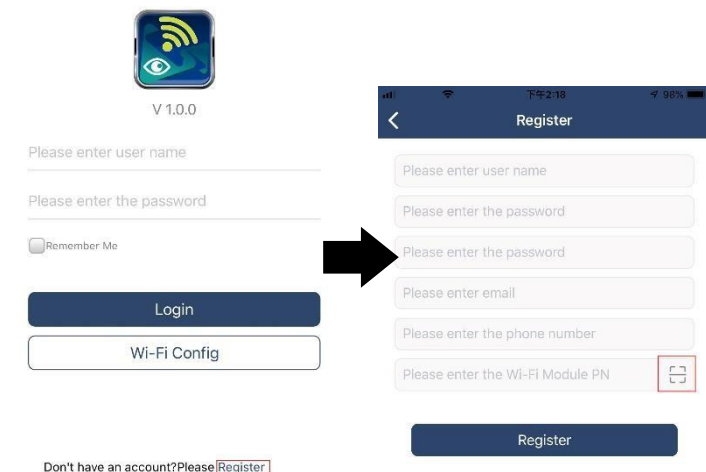 V 1.0.0
Please enter user name
Please enter the password
Remember Me
Login
Wi-Fi Config
Don't have an account?Please Register
下午2:18
98%
Register
Please enter user name
Please enter the password
Please enter the password
Please enter email
Please enter the phone number
Please enter the Wi-Fi Module PN
Register